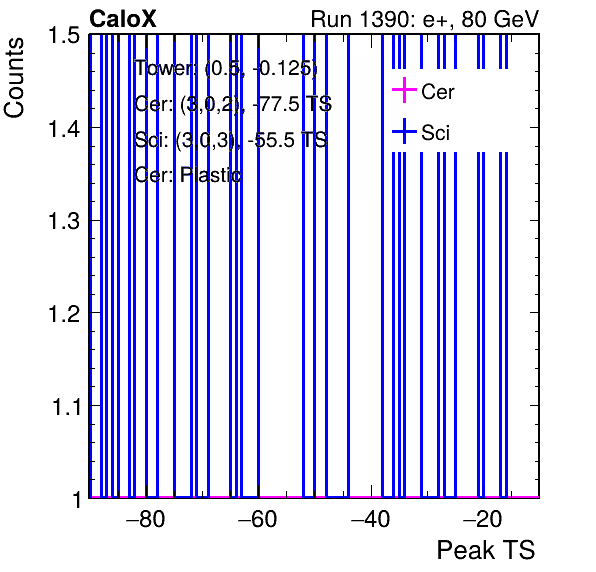 CaloX Run 1390: e+, 80 GeV
Counts
1.5
1.4
1.3
1.2
1.1
1
Tower: (0.5, -0.125)
Cer: (3,0,2), -77.5 TS
Sci: (3,0,3), -55.5 TS
Cer: Plastic
Cer
Sci
−80 −60 −40 −20
Peak TS